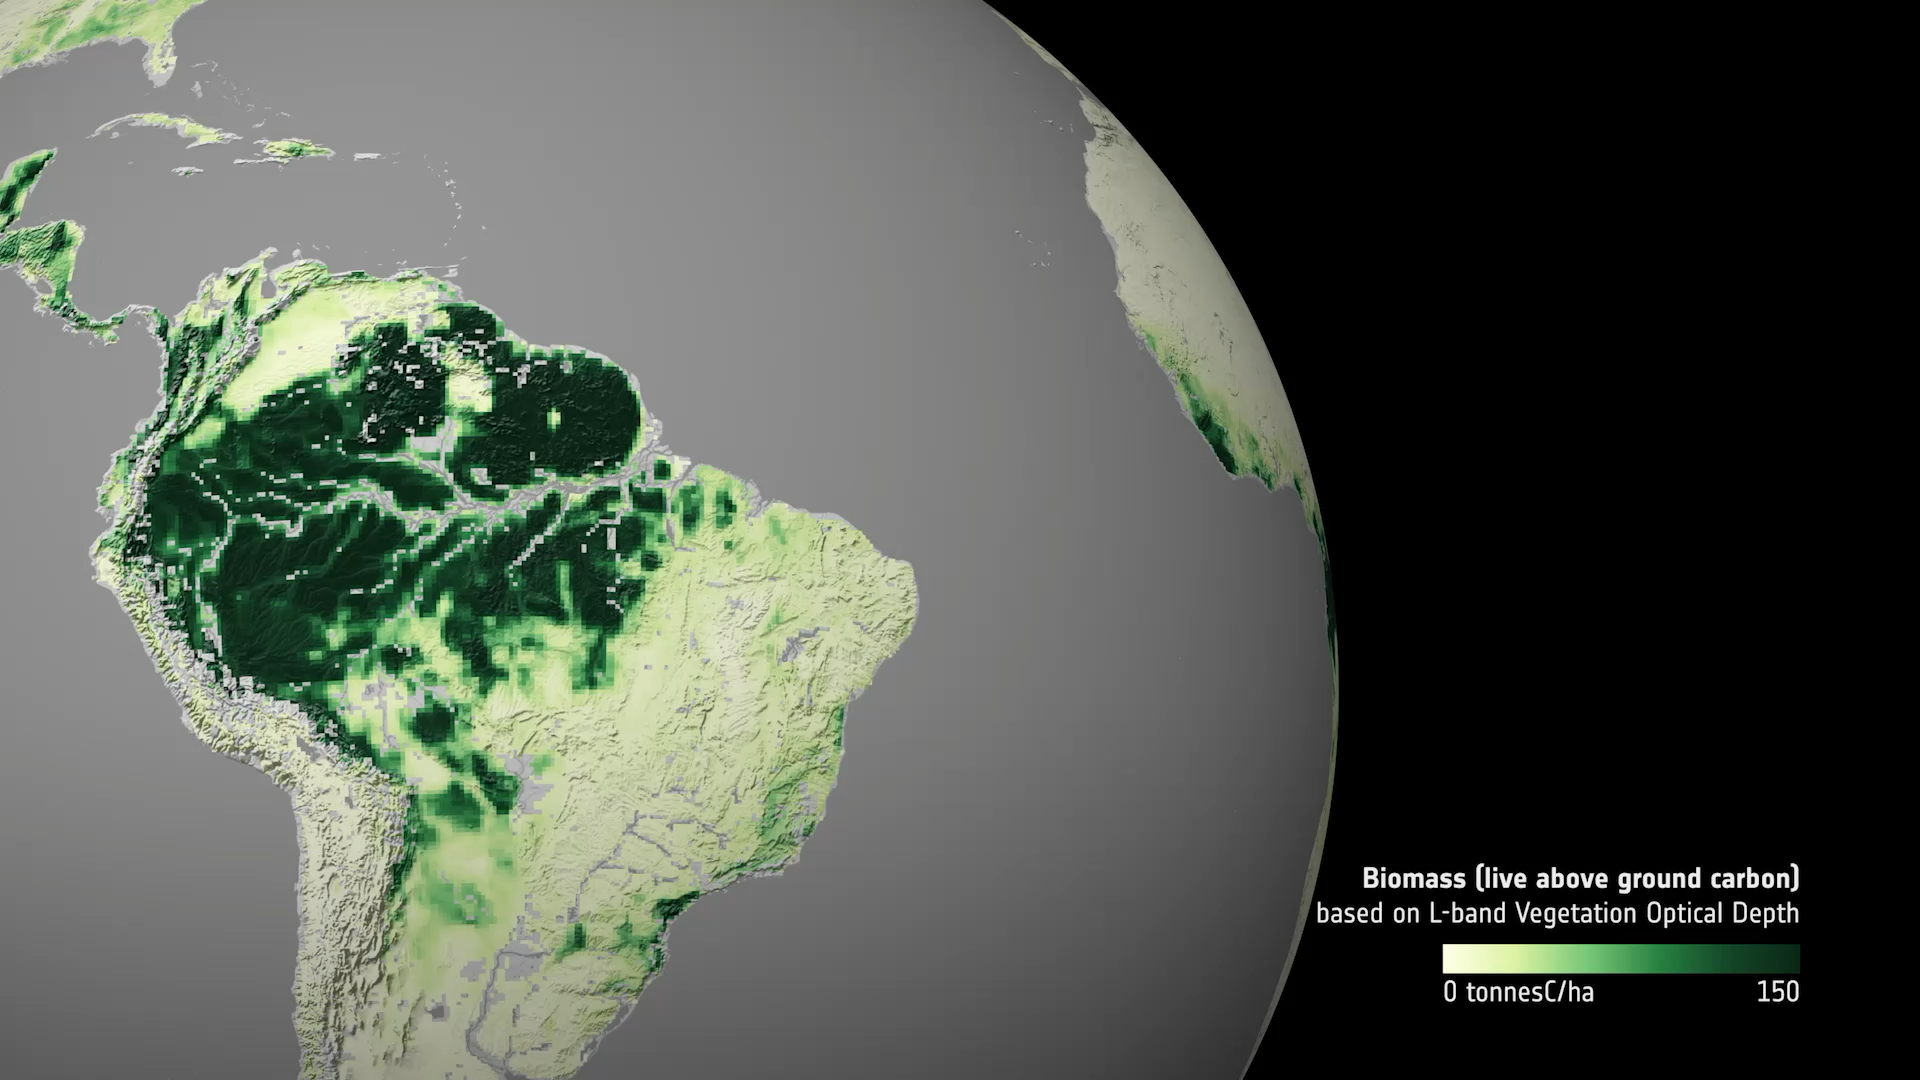 Biomass (live above ground carbon)
based on L-band Vegetation Optical Depth
0 tonnesC/ha 150